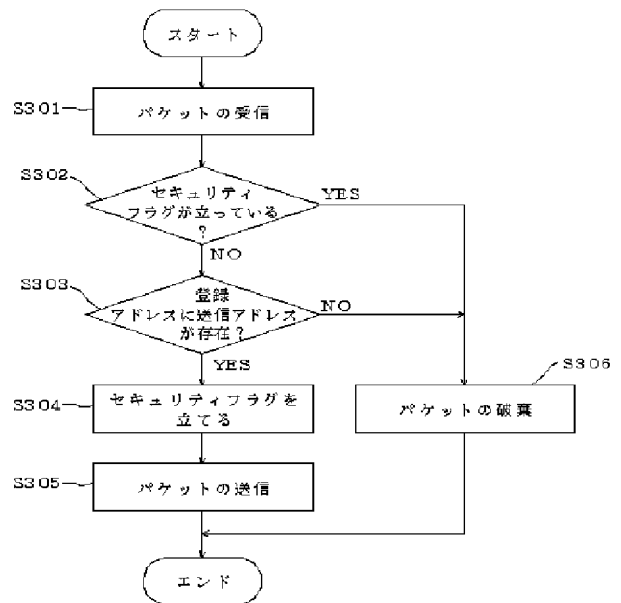 スタート
S301
パケットの受信
S302
セキュリティ
フラグが立っている
?
YES
NO
S303
登録
アドレスに送信アドレス
が存在?
NO
YES
S304
セキュリティフラグを
立てる
S306
パケットの破棄
S305
パケットの送信
エンド